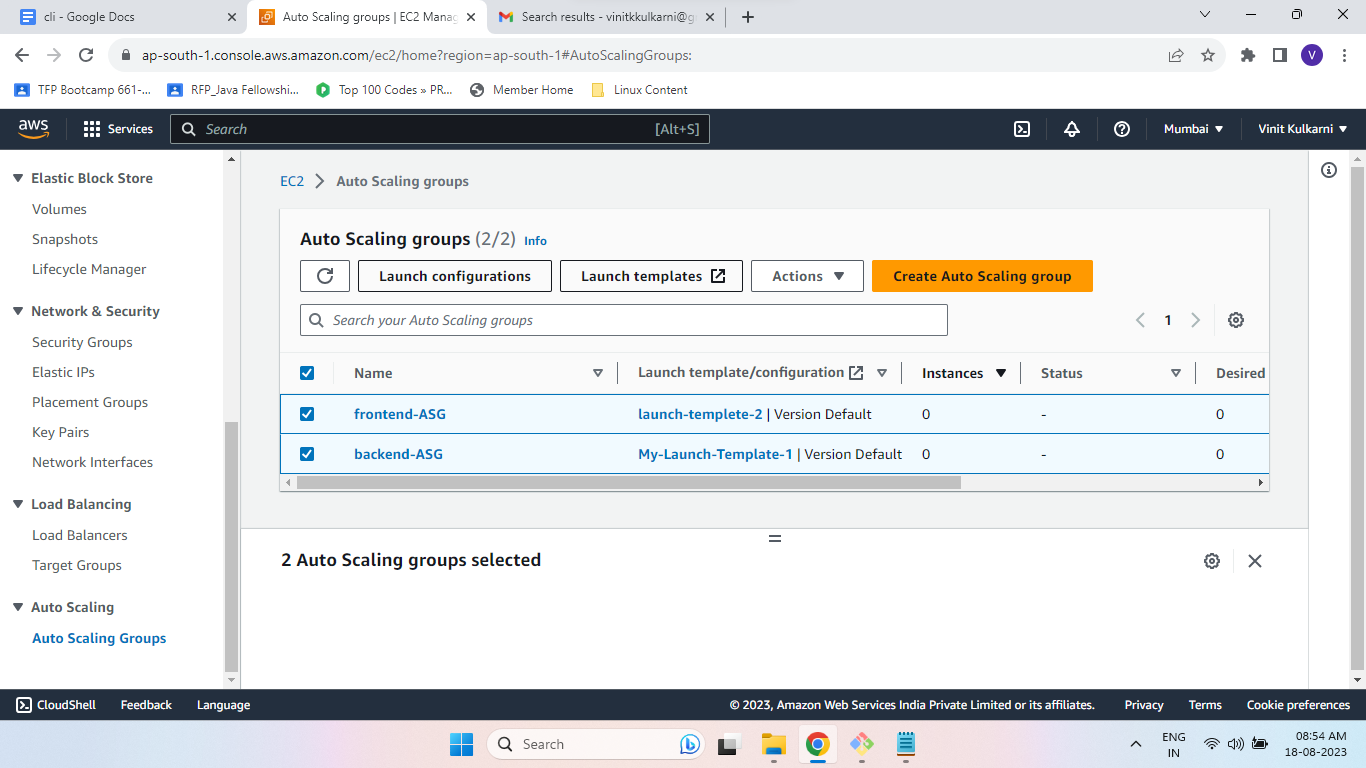 cli - Google Docs
Auto Scaling groups | EC2 Manag
Search results - vinitkkulkarni@g
ap-south-1.console.aws.amazon.com/ec2/home?region=ap-south-1#AutoScalingGroups:
V
TFP Bootcamp 661-...
RFP_Java Fellowshi...
Top 100 Codes » PR...
Member Home
Linux Content
aws
Services
Search
[Alt+S]
Mumbai
Vinit Kulkarni
Elastic Block Store
Volumes
Snapshots
Lifecycle Manager
Network & Security
Security Groups
Elastic IPs
Placement Groups
Key Pairs
Network Interfaces
Load Balancing
Load Balancers
Target Groups
Auto Scaling
Auto Scaling Groups
EC2 Auto Scaling groups
Auto Scaling groups (2/2) Info
Launch configurations
Launch templates
Actions
Create Auto Scaling group
Search your Auto Scaling groups
1
Name Launch template/configuration Instances Status Desired
frontend-ASG launch-templete-2 | Version Default 0 - 0
backend-ASG My-Launch-Template-1 | Version Default 0 - 0
2 Auto Scaling groups selected
CloudShell Feedback Language © 2023, Amazon Web Services India Private Limited or its affiliates. Privacy Terms Cookie preferences
Search
ENG
IN
08:54 AM
18-08-2023